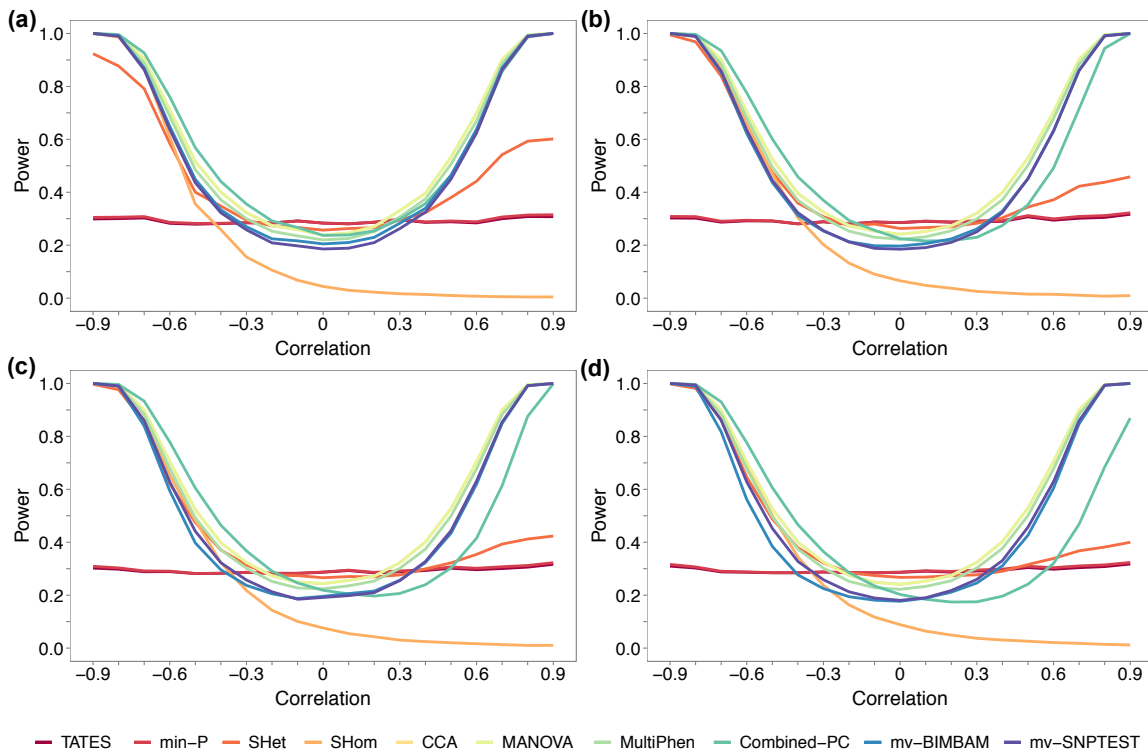 (a)
1.0
0.8
0.6
0.4
0.2
0.0
Power
−0.9 −0.6 −0.3 0 0.3 0.6 0.9
Correlation
(b)
1.0
0.8
0.6
0.4
0.2
0.0
Power
−0.9 −0.6 −0.3 0 0.3 0.6 0.9
Correlation
(c)
1.0
0.8
0.6
0.4
0.2
0.0
Power
−0.9 −0.6 −0.3 0 0.3 0.6 0.9
Correlation
(d)
1.0
0.8
0.6
0.4
0.2
0.0
Power
−0.9 −0.6 −0.3 0 0.3 0.6 0.9
Correlation
TATES min−P SHet SHom CCA MANOVA MultiPhen Combined−PC mv−BIMBAM mv−SNPTEST